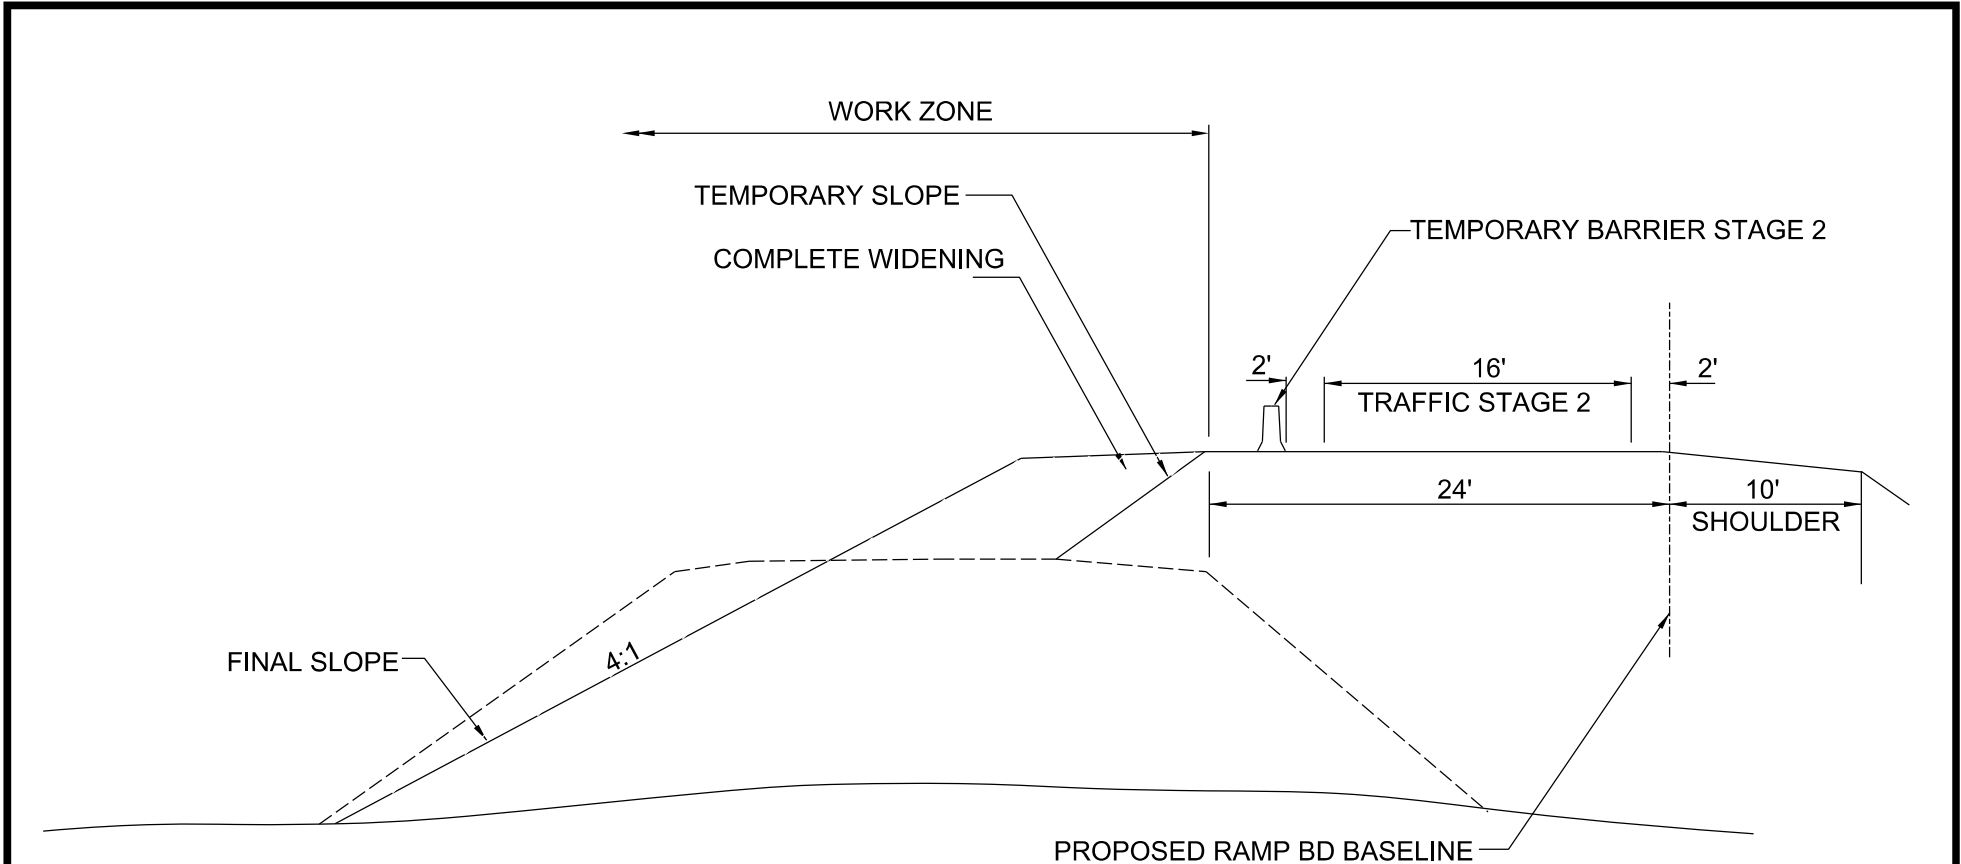 WORK ZONE
TEMPORARY SLOPE
TEMPORARY BARRIER STAGE 2
COMPLETE WIDENING
2'
16'
2'
TRAFFIC STAGE 2
24'
10'
SHOULDER
FINAL SLOPE
4:1
PROPOSED RAMP BD BASELINE